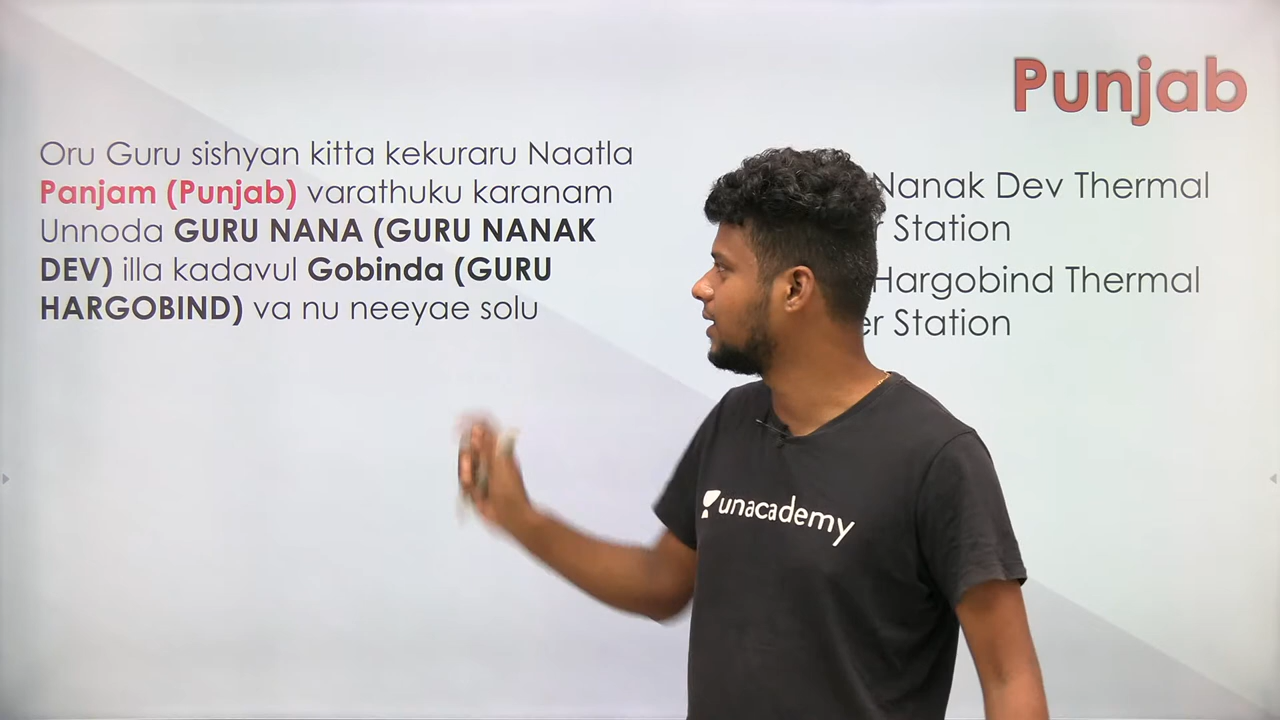 Punjab
Oru Guru sishyan kitta kekuraru Naatla
Panjam (Punjab) varathuku karanam
Unnoda GURU NANA (GURU NANAK
DEV) illa kadavul Gobinda (GURU
HARGOBIND) va nu neeyae solu
Nanak Dev Thermal
Station
Hargobind Thermal
Station
unacademy